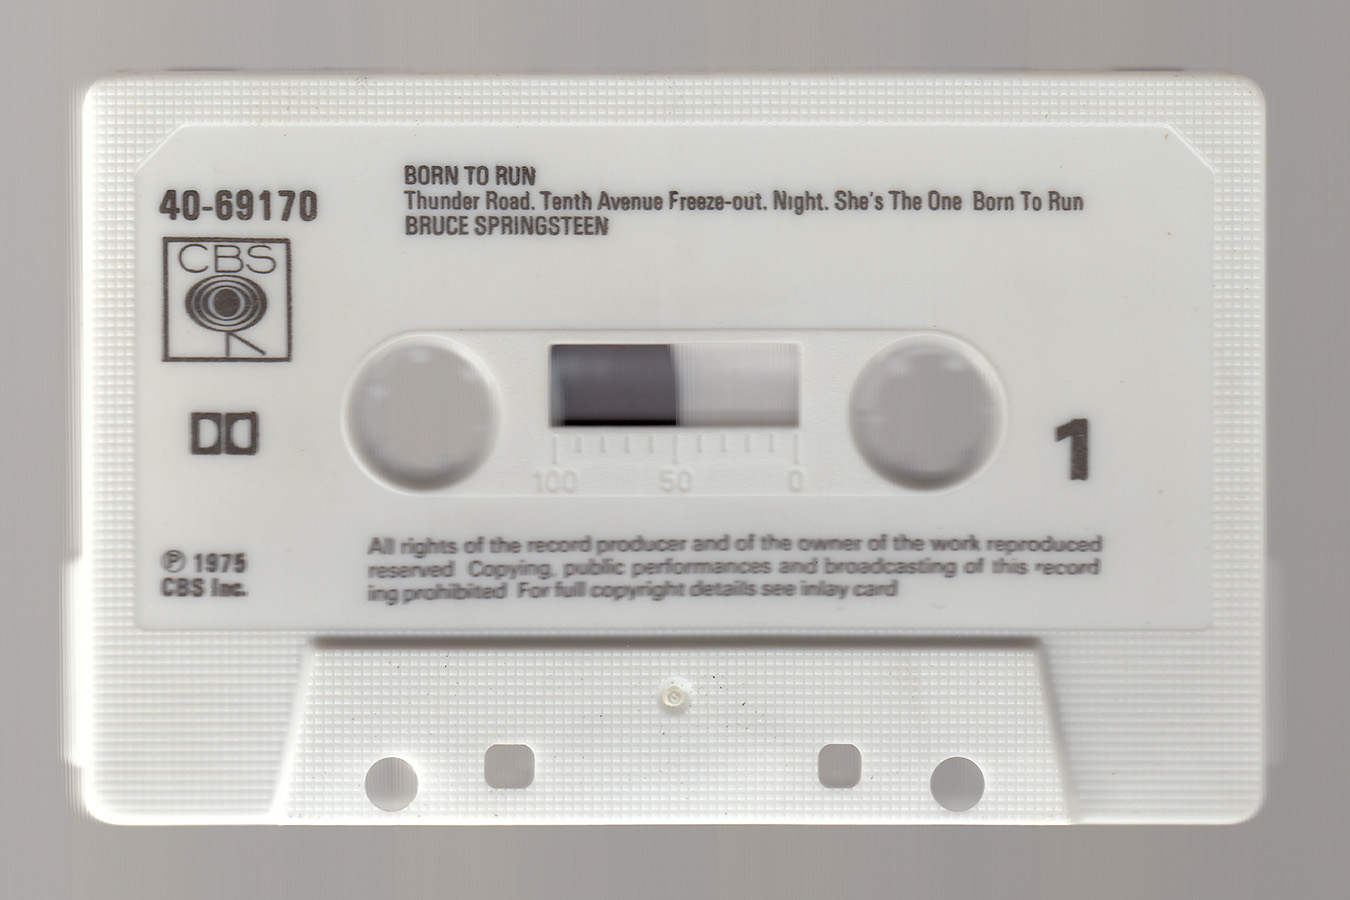 BORN TO RUN
Thunder Road. Tenth Avenue Freeze-out. Night. She's The One Born To Run
BRUCE SPRINGSTEEN
40-69170
CBS
1
100 50 0
℗ 1975
CBS Inc.
All rights of the record producer and of the owner of the work reproduced
reserved Copying, public performances and broadcasting of this record
ing prohibited For full copyright details see inlay card